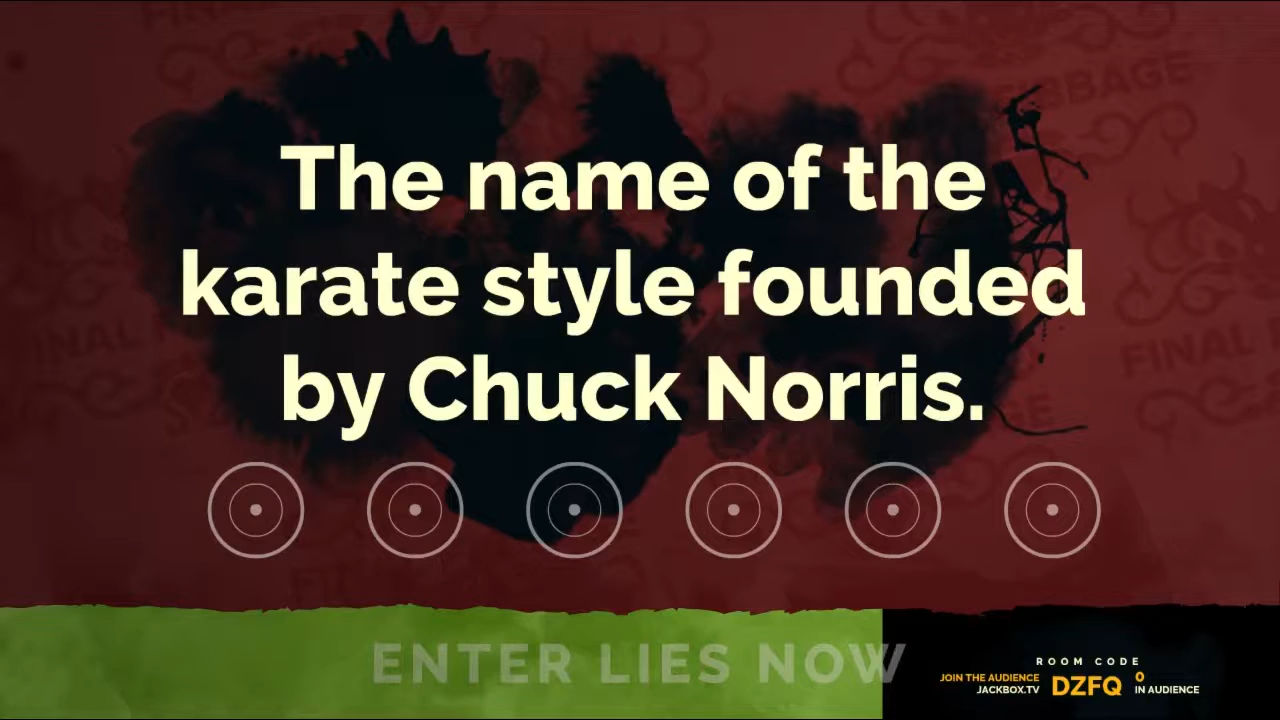 The name of the
karate style founded
by Chuck Norris.
ENTER LIES NOW
ROOM CODE
JOIN THE AUDIENCE
JACKBOX.TV
DZFQ
0
IN AUDIENCE
FINAL